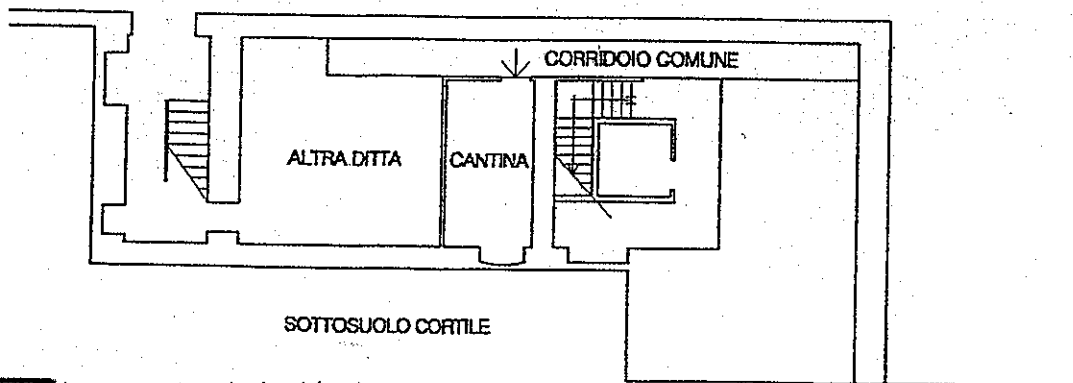 CORRIDOIO COMUNE
ALTRA DITTA
CANTINA
SOTTOSUOLO CORTILE